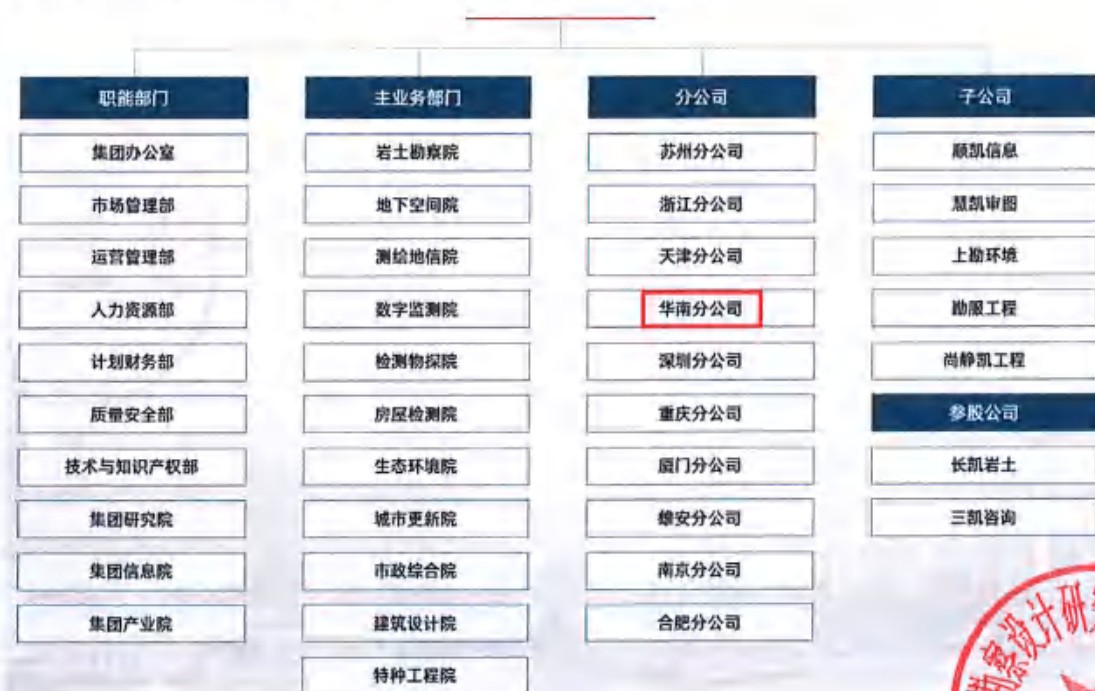 职能部门
集团办公室
市场管理部
运营管理部
人力资源部
计划财务部
质量安全部
技术与知识产权部
集团研究院
集团信息院
集团产业院
主业务部门
岩土勘察院
地下空间院
测绘地信院
数字监测院
检测物探院
房屋检测院
生态环境院
城市更新院
市政综合院
建筑设计院
特种工程院
分公司
苏州分公司
浙江分公司
天津分公司
华南分公司
深圳分公司
重庆分公司
厦门分公司
雄安分公司
南京分公司
合肥分公司
子公司
顺凯信息
慧凯审图
上勘环境
勘服工程
尚静凯工程
参股公司
长凯岩土
三凯咨询
察设计研